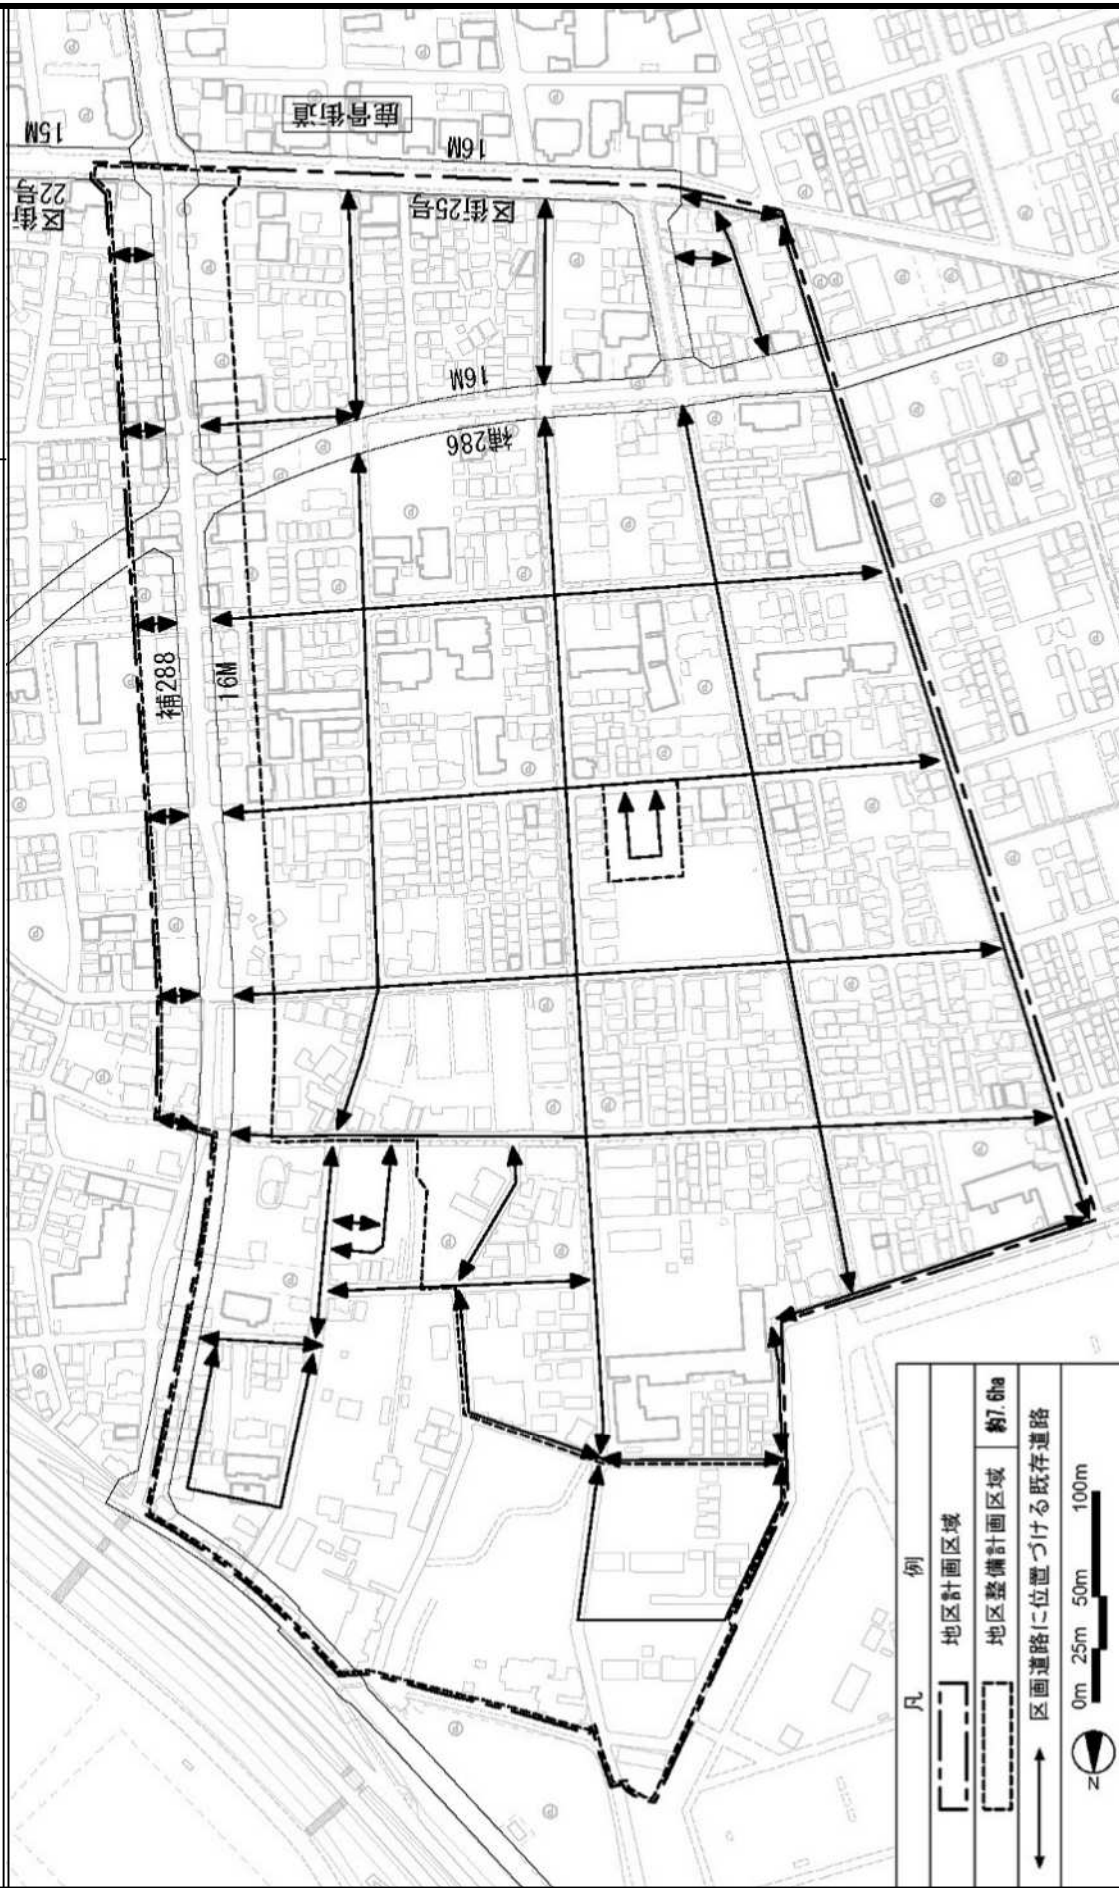 15M
区街
22号
鹿骨街道
16M
区街25号
16M
補286
補288
16M
凡 例
地区計画区域
地区整備計画区域 約7.6ha
区画道路に位置づける既存道路
0m 25m 50m 100m
N